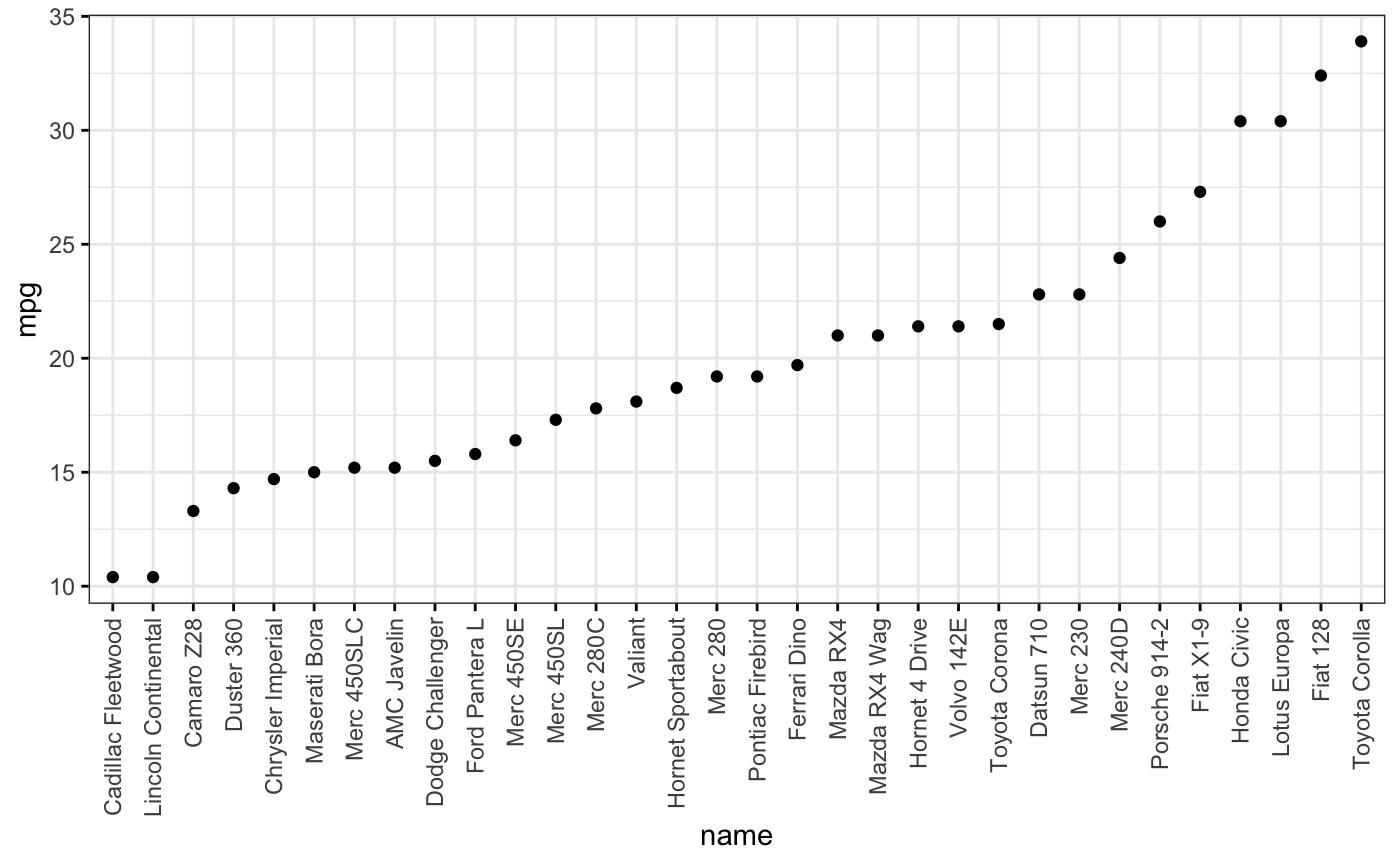 35
30
25
20
15
10
mpg
Cadillac Fleetwood
Lincoln Continental
Camaro Z28
Duster 360
Chrysler Imperial
Maserati Bora
Merc 450SLC
AMC Javelin
Dodge Challenger
Ford Pantera L
Merc 450SE
Merc 450SL
Merc 280C
Valiant
Hornet Sportabout
Merc 280
Pontiac Firebird
Ferrari Dino
Mazda RX4
Mazda RX4 Wag
Hornet 4 Drive
Volvo 142E
Toyota Corona
Datsun 710
Merc 230
Merc 240D
Porsche 914-2
Fiat X1-9
Honda Civic
Lotus Europa
Fiat 128
Toyota Corolla
name